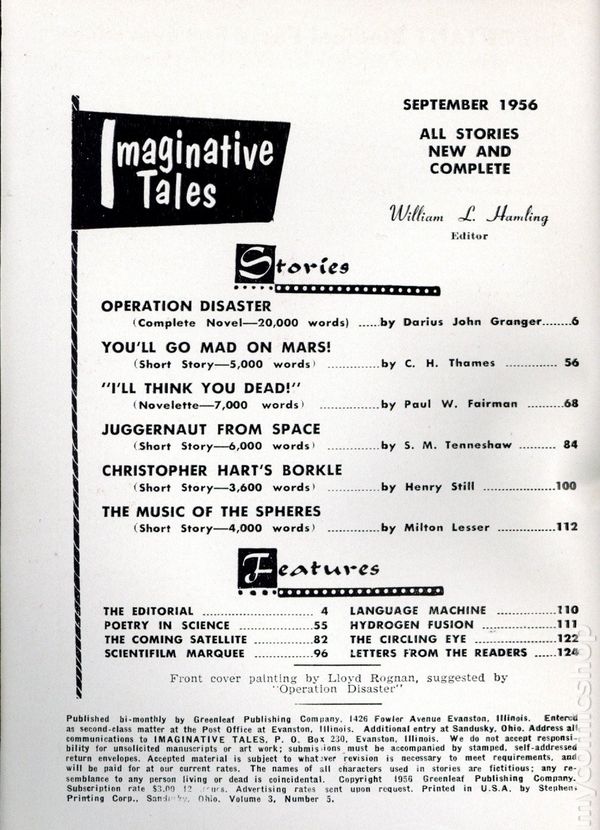 SEPTEMBER 1956
ALL STORIES
NEW AND
COMPLETE
Imaginative
Tales
William L. Hamling
Editor
Stories
OPERATION DISASTER
(Complete Novel—20,000 words) ......by Darius John Granger........6
YOU'LL GO MAD ON MARS!
(Short Story—5,000 words) ..............by C. H. Thames ............. 56
"I'LL THINK YOU DEAD!"
(Novelette—7,000 words) ...............by Paul W. Fairman ..........68
JUGGERNAUT FROM SPACE
(Short Story—6,000 words) ..............by S. M. Tenneshaw ......... 84
CHRISTOPHER HART'S BORKLE
(Short Story—3,600 words) ..............by Henry Still ..................100
THE MUSIC OF THE SPHERES
(Short Story—4,000 words) ..............by Milton Lesser ...............112
Features
THE EDITORIAL .......................... 4
POETRY IN SCIENCE ...................55
THE COMING SATELLITE ..............82
SCIENTIFILM MARQUEE ...............96
LANGUAGE MACHINE ................110
HYDROGEN FUSION ..................111
THE CIRCLING EYE ...................122
LETTERS FROM THE READERS .....124
Front cover painting by Lloyd Rognan, suggested by
"Operation Disaster"
Published bi-monthly by Greenleaf Publishing Company, 1426 Fowler Avenue Evanston, Illinois. Entered
as second-class matter at the Post Office at Evanston, Illinois. Additional entry at Sandusky, Ohio. Address all
communications to IMAGINATIVE TALES, P. O. Box 230, Evanston, Illinois. We do not accept responsi-
bility for unsolicited manuscripts or art work; submissions must be accompanied by stamped, self-addressed
return envelopes. Accepted material is subject to whatever revision is necessary to meet requirements, and
will be paid for at our current rates. The names of all characters used in stories are fictitious; any re-
semblance to any person living or dead is coincidental. Copyright 1956 Greenleaf Publishing Company.
Subscription rate $3.00 12 issues. Advertising rates sent upon request. Printed in U.S.A. by Stephens
Printing Corp., Sandusky, Ohio. Volume 3, Number 5.
mycomicshop